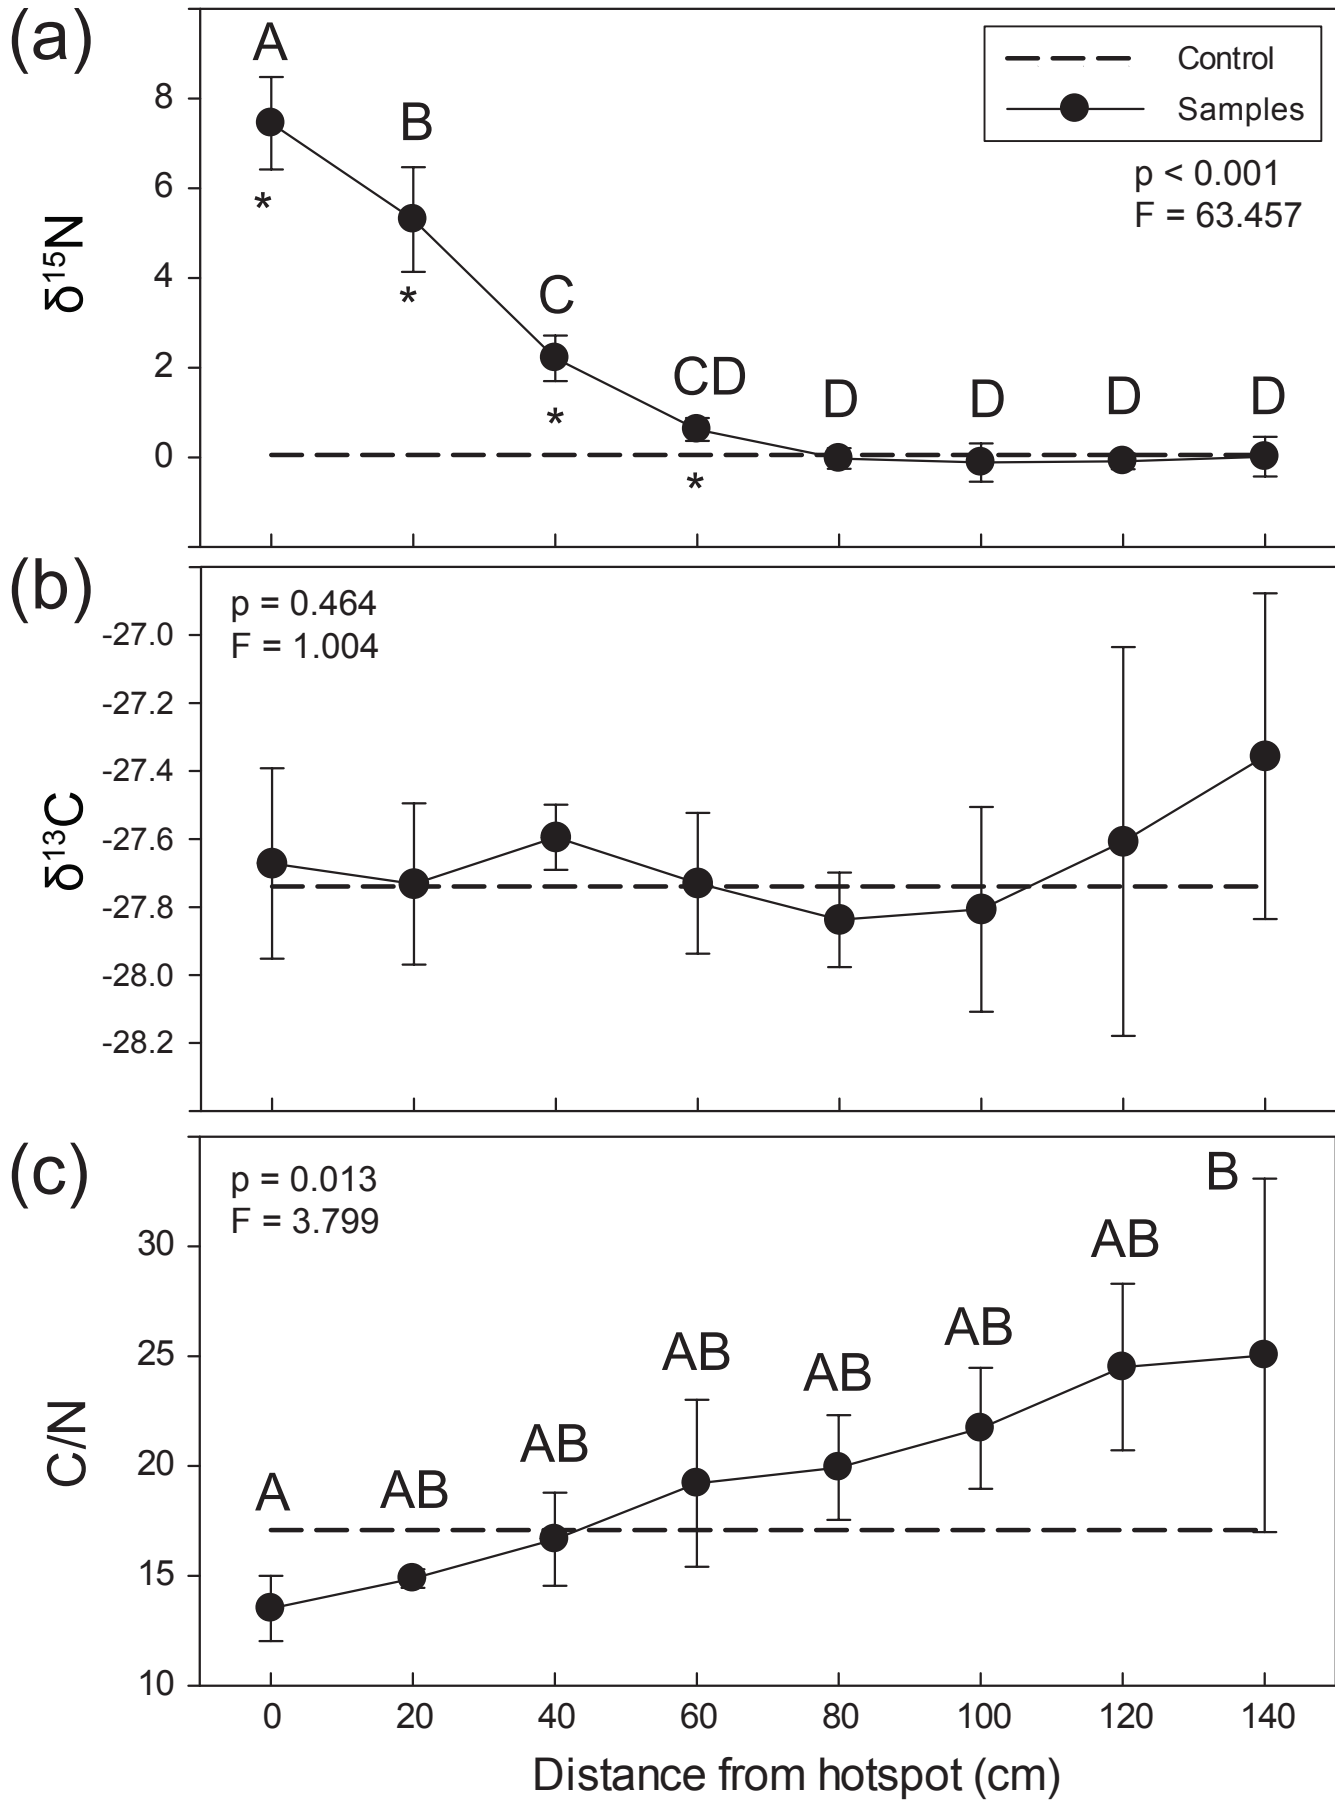 (a)
A
B
C
CD
D
D
D
D
*
*
*
*
Control
Samples
p < 0.001
F = 63.457
8
6
4
2
0
δ¹⁵N
(b)
p = 0.464
F = 1.004
-27.0
-27.2
-27.4
-27.6
-27.8
-28.0
-28.2
δ¹³C
(c)
p = 0.013
F = 3.799
A
AB
AB
AB
AB
AB
AB
B
30
25
20
15
10
C/N
0 20 40 60 80 100 120 140
Distance from hotspot (cm)